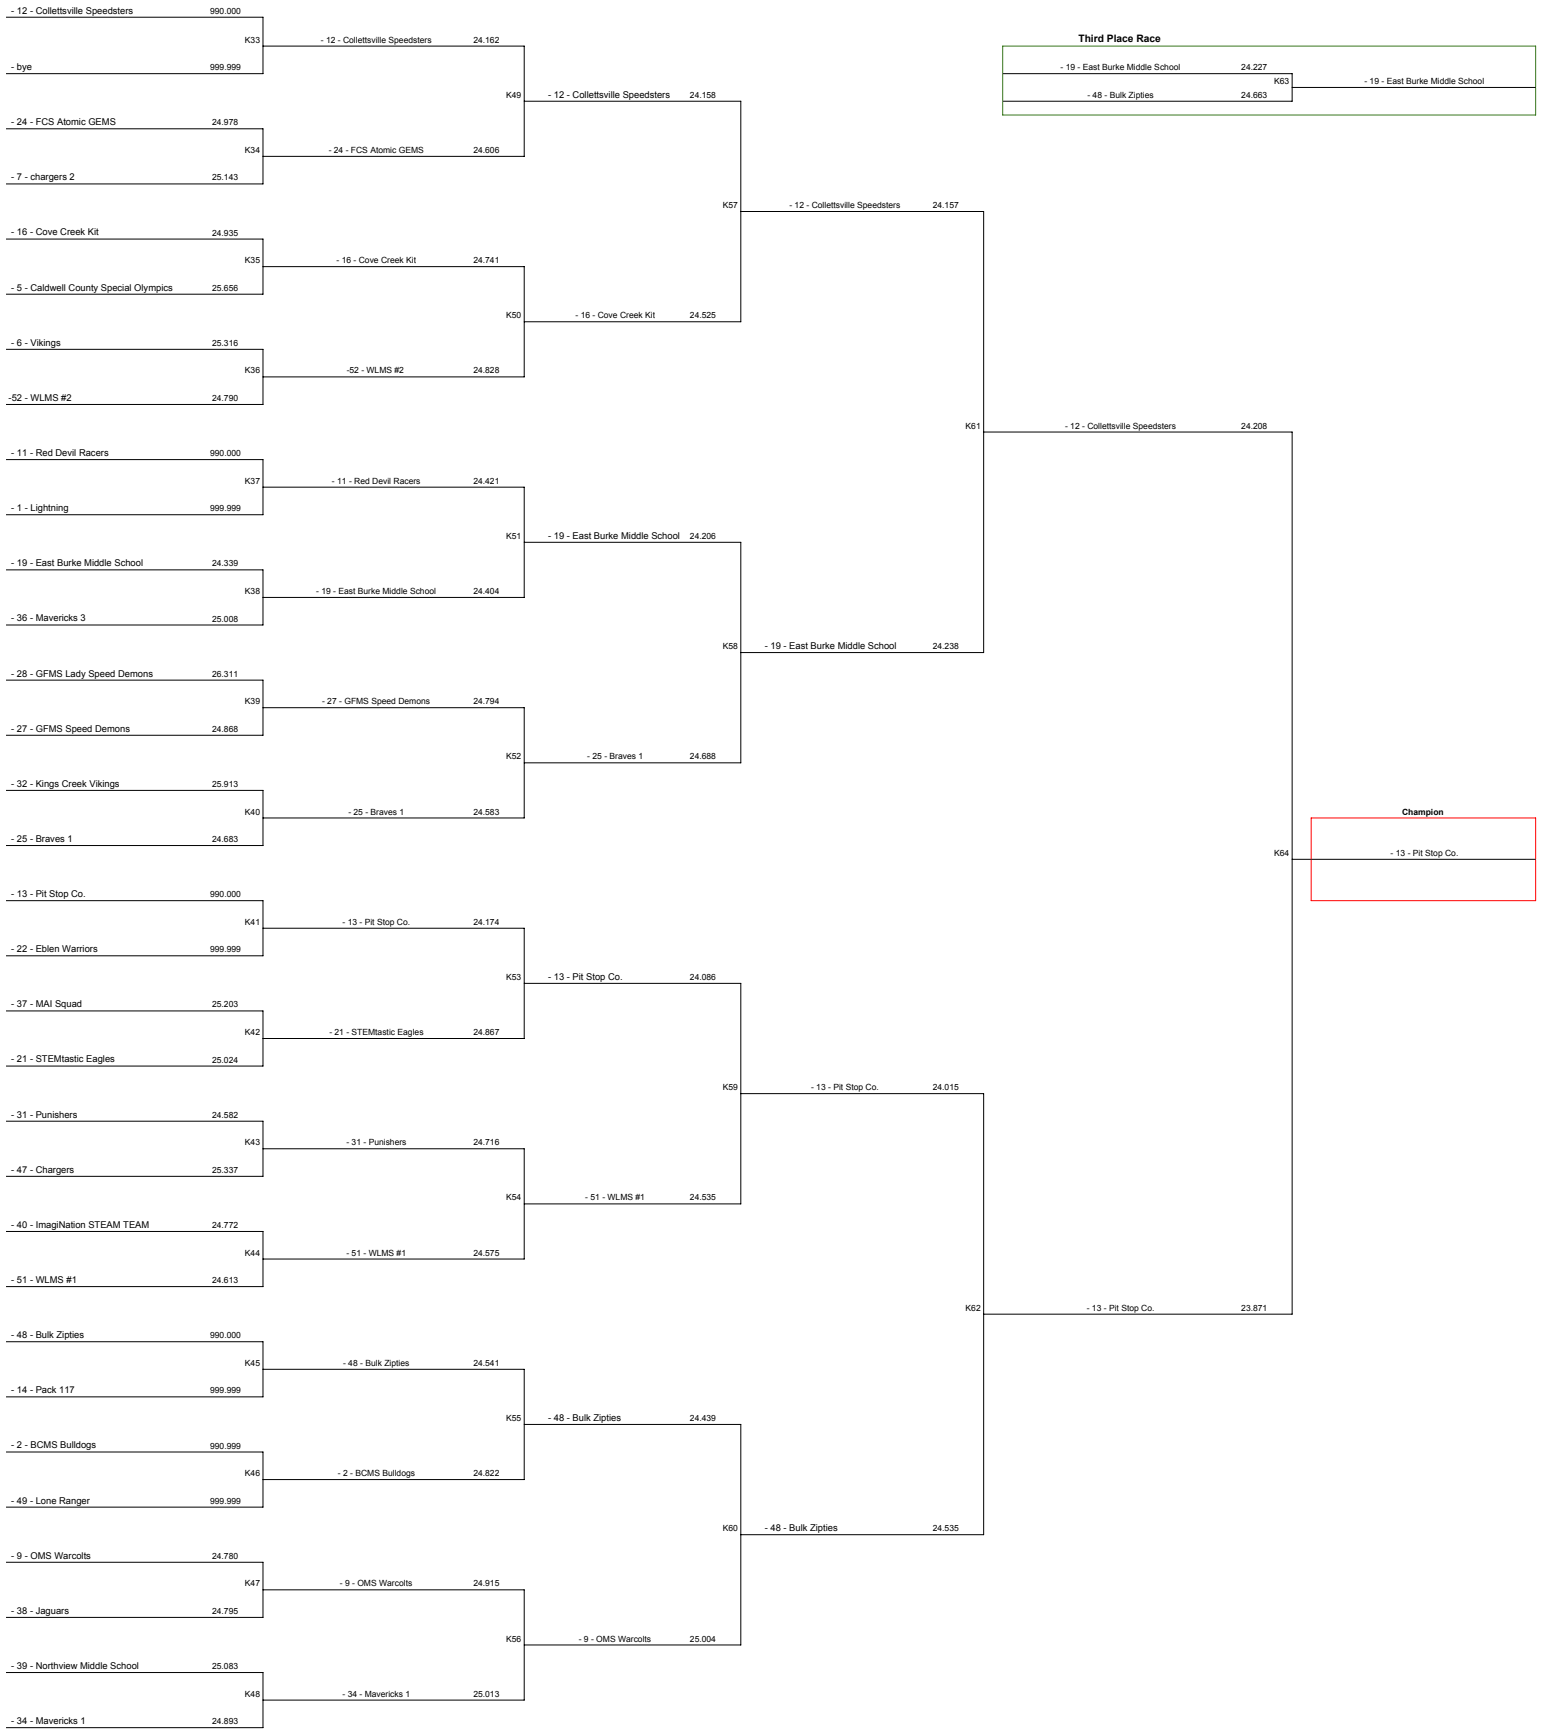 - 12 - Collettsville Speedsters 990.000
K33 - 12 - Collettsville Speedsters 24.162
Third Place Race
- bye 999.999
- 19 - East Burke Middle School 24.227
K63 - 19 - East Burke Middle School
- 48 - Bulk Zipties 24.663
K49 - 12 - Collettsville Speedsters 24.158
- 24 - FCS Atomic GEMS 24.978
K34 - 24 - FCS Atomic GEMS 24.606
- 7 - chargers 2 25.143
K57 - 12 - Collettsville Speedsters 24.157
- 16 - Cove Creek Kit 24.935
K35 - 16 - Cove Creek Kit 24.741
- 5 - Caldwell County Special Olympics 25.656
K50 - 16 - Cove Creek Kit 24.525
- 6 - Vikings 25.316
K36 -52 - WLMS #2 24.828
-52 - WLMS #2 24.790
K61 - 12 - Collettsville Speedsters 24.208
- 11 - Red Devil Racers 990.000
K37 - 11 - Red Devil Racers 24.421
- 1 - Lightning 999.999
K51 - 19 - East Burke Middle School 24.206
- 19 - East Burke Middle School 24.339
K38 - 19 - East Burke Middle School 24.404
- 36 - Mavericks 3 25.008
K58 - 19 - East Burke Middle School 24.238
- 28 - GFMS Lady Speed Demons 26.311
K39 - 27 - GFMS Speed Demons 24.794
- 27 - GFMS Speed Demons 24.868
K52 - 25 - Braves 1 24.688
- 32 - Kings Creek Vikings 25.913
K40 - 25 - Braves 1 24.583
Champion
- 25 - Braves 1 24.683
K64 - 13 - Pit Stop Co.
- 13 - Pit Stop Co. 990.000
K41 - 13 - Pit Stop Co. 24.174
- 22 - Eblen Warriors 999.999
K53 - 13 - Pit Stop Co. 24.086
- 37 - MAI Squad 25.203
K42 - 21 - STEMtastic Eagles 24.867
- 21 - STEMtastic Eagles 25.024
K59 - 13 - Pit Stop Co. 24.015
- 31 - Punishers 24.582
K43 - 31 - Punishers 24.716
- 47 - Chargers 25.337
K54 - 51 - WLMS #1 24.535
- 40 - ImagiNation STEAM TEAM 24.772
K44 - 51 - WLMS #1 24.575
- 51 - WLMS #1 24.613
K62 - 13 - Pit Stop Co. 23.871
- 48 - Bulk Zipties 990.000
K45 - 48 - Bulk Zipties 24.541
- 14 - Pack 117 999.999
K55 - 48 - Bulk Zipties 24.439
- 2 - BCMS Bulldogs 990.999
K46 - 2 - BCMS Bulldogs 24.822
- 49 - Lone Ranger 999.999
K60 - 48 - Bulk Zipties 24.535
- 9 - OMS Warcolts 24.780
K47 - 9 - OMS Warcolts 24.915
- 38 - Jaguars 24.795
K56 - 9 - OMS Warcolts 25.004
- 39 - Northview Middle School 25.083
K48 - 34 - Mavericks 1 25.013
- 34 - Mavericks 1 24.893